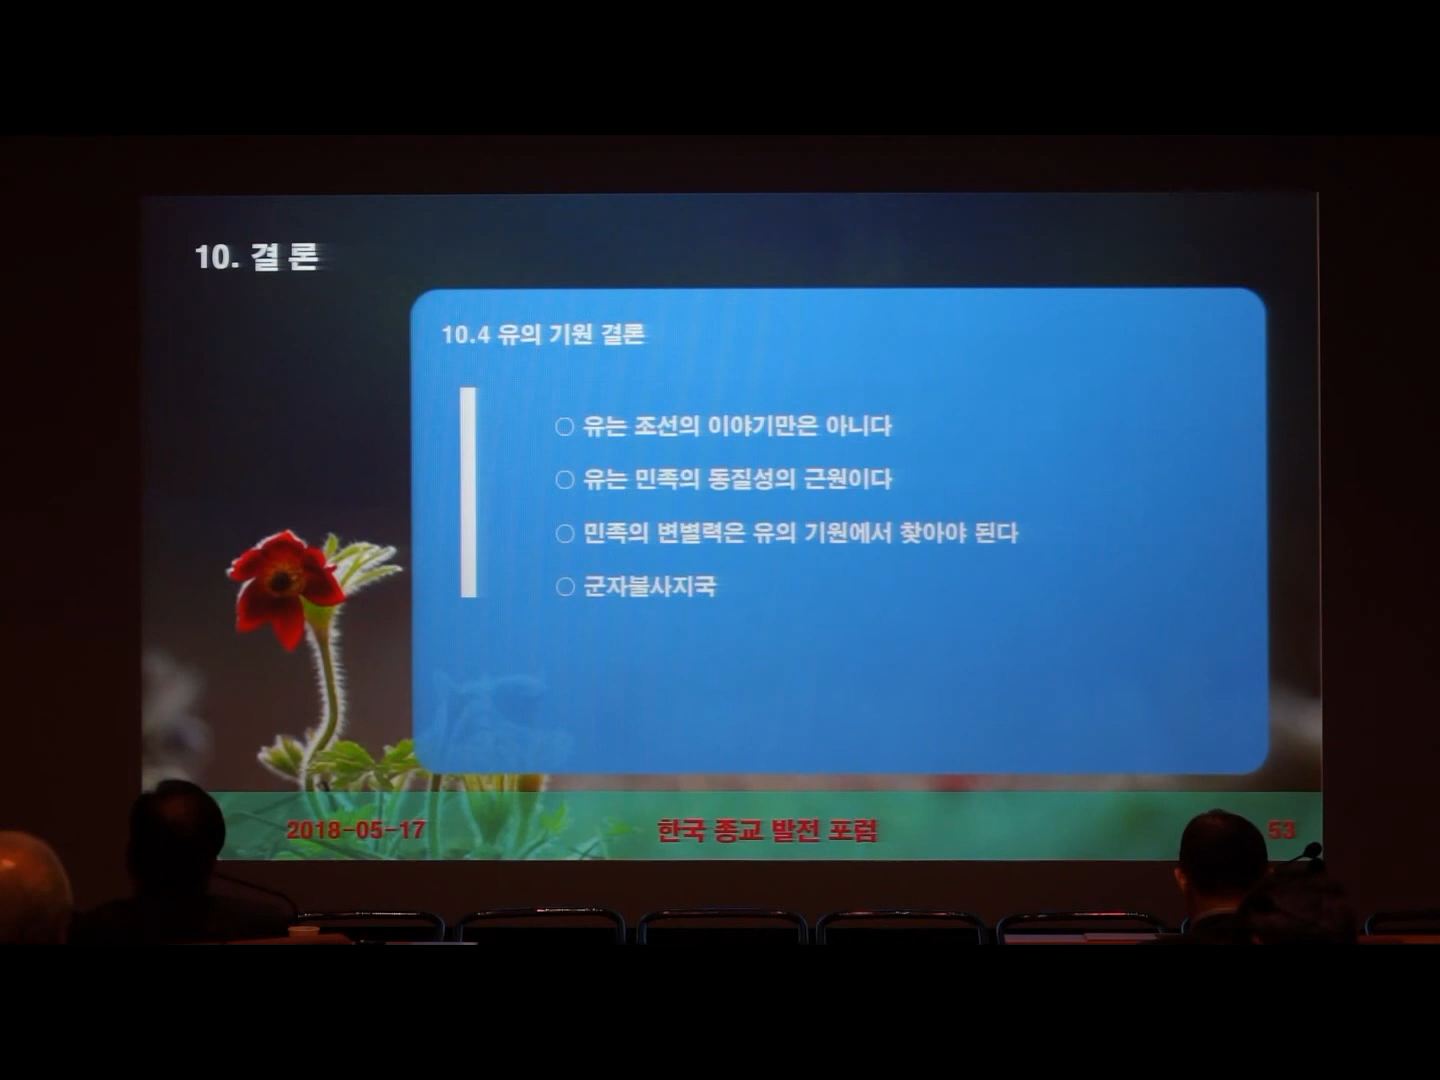 10. 결 론
10.4 유의 기원 결론
○ 유는 조선의 이야기만은 아니다
○ 유는 민족의 동질성의 근원이다
○ 민족의 변별력은 유의 기원에서 찾아야 된다
○ 군자불사지국
2018-05-17 한국 종교 발전 포럼 53